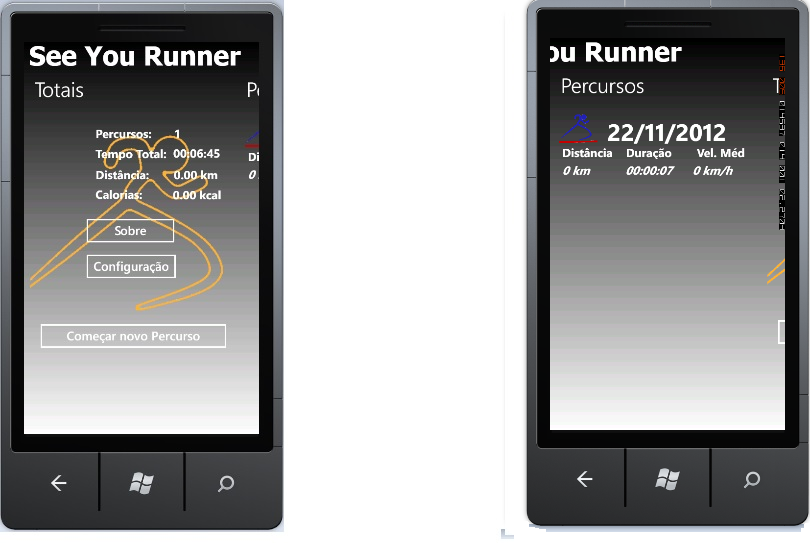 See You Runner
Totais
Pe
Percursos: 1
Tempo Total: 00:06:45
Di
Distância: 0.00 km
0
Calorias: 0.00 kcal
Sobre
Configuração
Começar novo Percurso
ou Runner
Percursos
T
22/11/2012
Distância Duração Vel. Méd
0 km 00:00:07 0 km/h